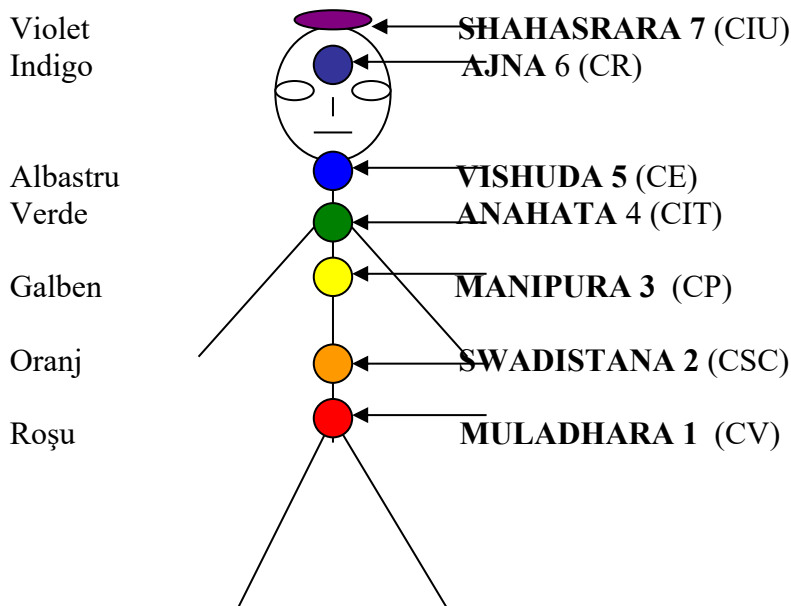 Violet SHAHASRARA 7 (CIU)
Indigo AJNA 6 (CR)
Albastru VISHUDA 5 (CE)
Verde ANAHATA 4 (CIT)
Galben MANIPURA 3 (CP)
Oranj SWADISTANA 2 (CSC)
Roşu MULADHARA 1 (CV)